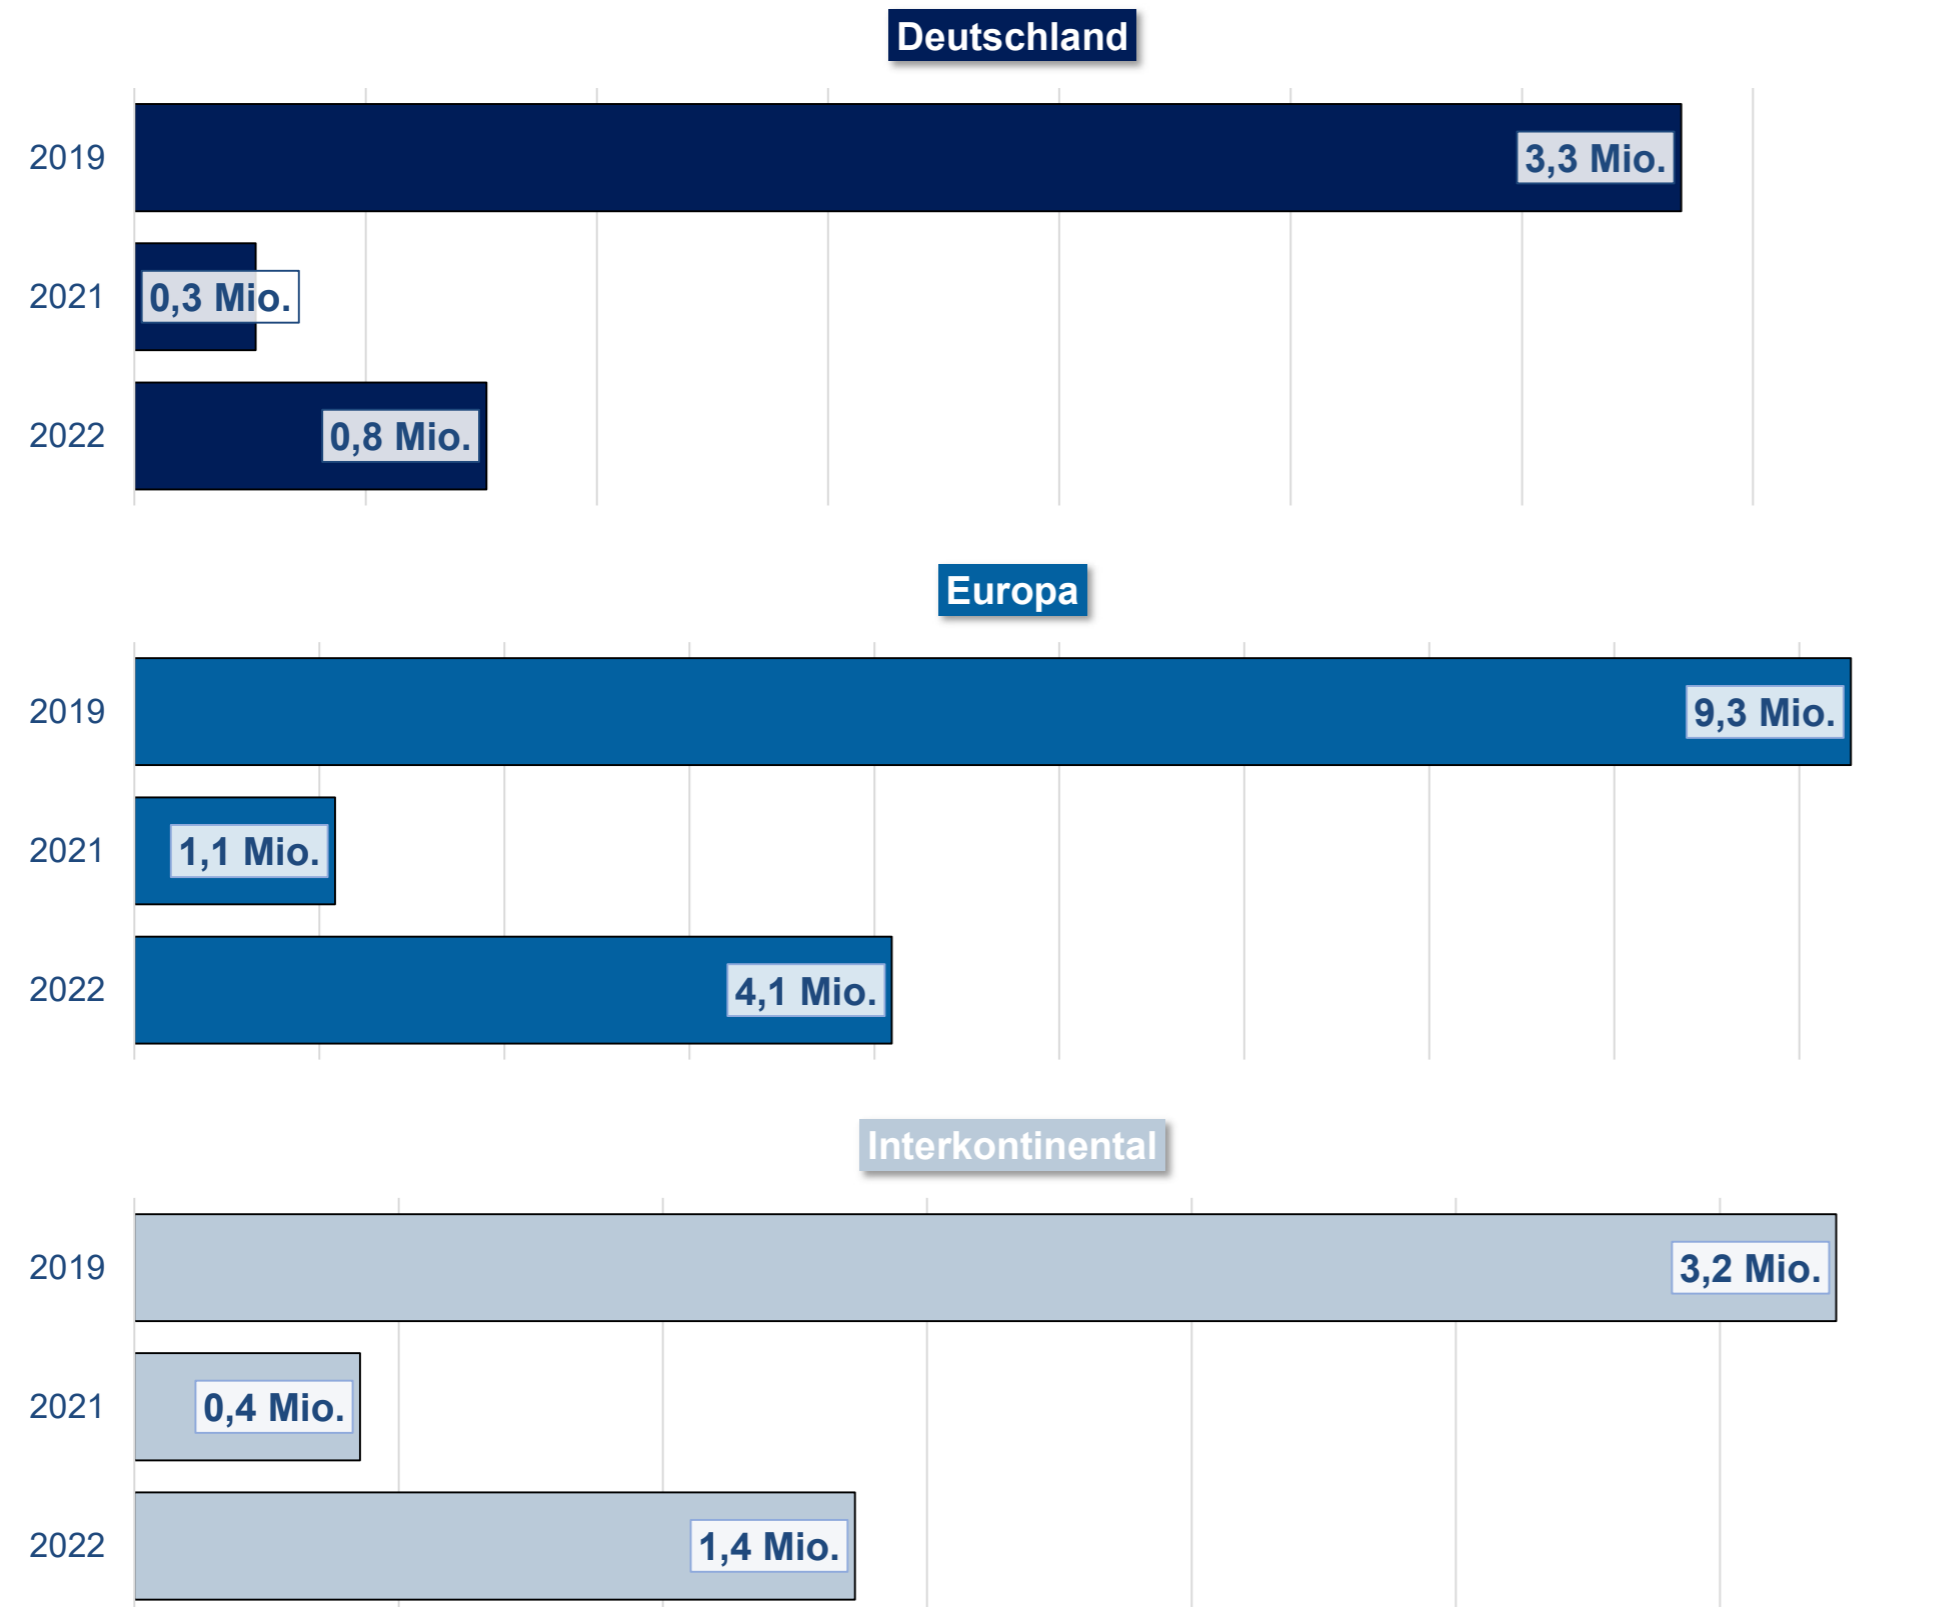 Deutschland
2019
3,3 Mio.
2021
0,3 Mio.
2022
0,8 Mio.
Europa
2019
9,3 Mio.
2021
1,1 Mio.
2022
4,1 Mio.
Interkontinental
2019
3,2 Mio.
2021
0,4 Mio.
2022
1,4 Mio.